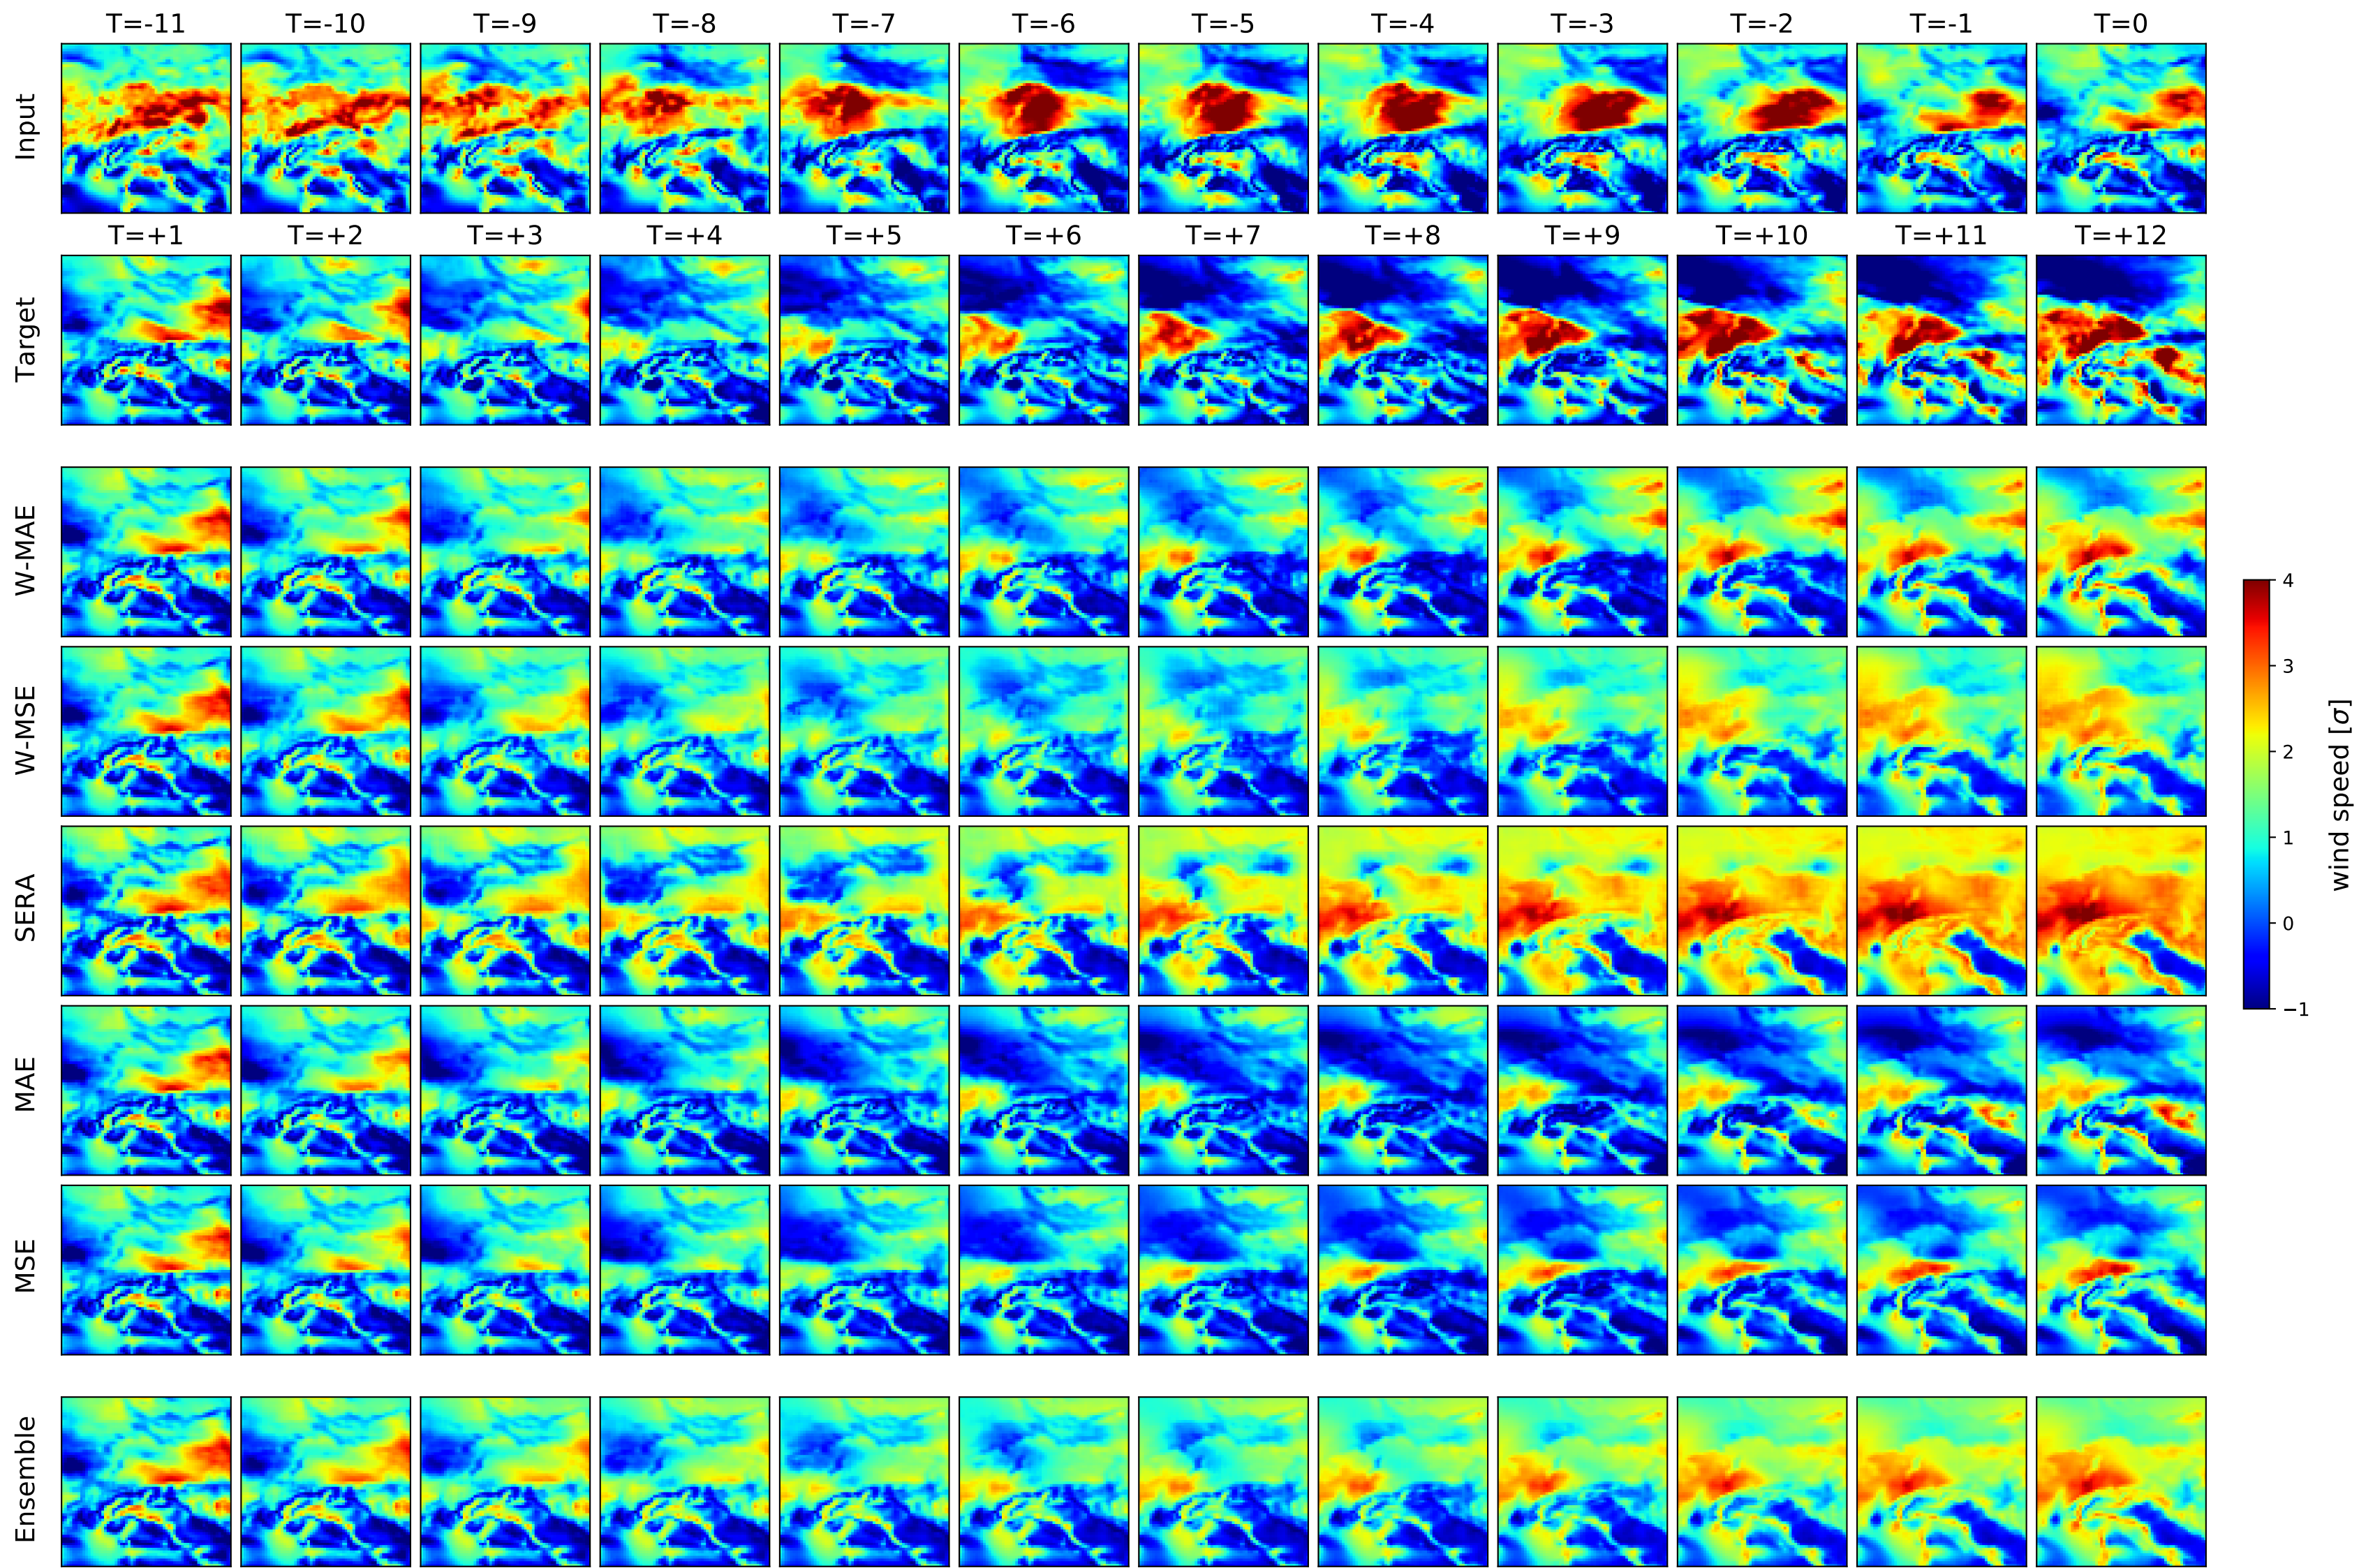 T=-11 T=-10 T=-9 T=-8 T=-7 T=-6 T=-5 T=-4 T=-3 T=-2 T=-1 T=0
Input
T=+1 T=+2 T=+3 T=+4 T=+5 T=+6 T=+7 T=+8 T=+9 T=+10 T=+11 T=+12
Target
W-MAE
W-MSE
SERA
MAE
MSE
Ensemble
4
3
2
1
0
−1
wind speed [σ]